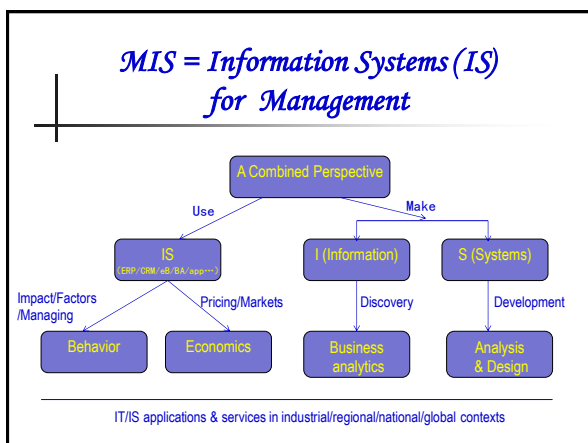 MIS = Information Systems (IS)
for Management
A Combined Perspective
Use
Make
IS
(ERP/CRM/eB/BA/app…)
I (Information)
S (Systems)
Impact/Factors
/Managing
Pricing/Markets
Discovery
Development
Behavior
Economics
Business
analytics
Analysis
& Design
IT/IS applications & services in industrial/regional/national/global contexts